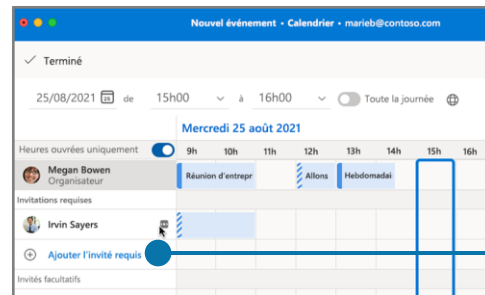 Nouvel événement • Calendrier • marieb@contoso.com
Terminé
25/08/2021 de 15h00 à 16h00 Toute la journée
Mercredi 25 août 2021
Heures ouvrées uniquement 9h 10h 11h 12h 13h 14h 15h 16h
Megan Bowen
Organisateur
Réunion d'entrepr Allons Hebdomadai
Invitations requises
Irvin Sayers
Ajouter l'invité requis
Invités facultatifs